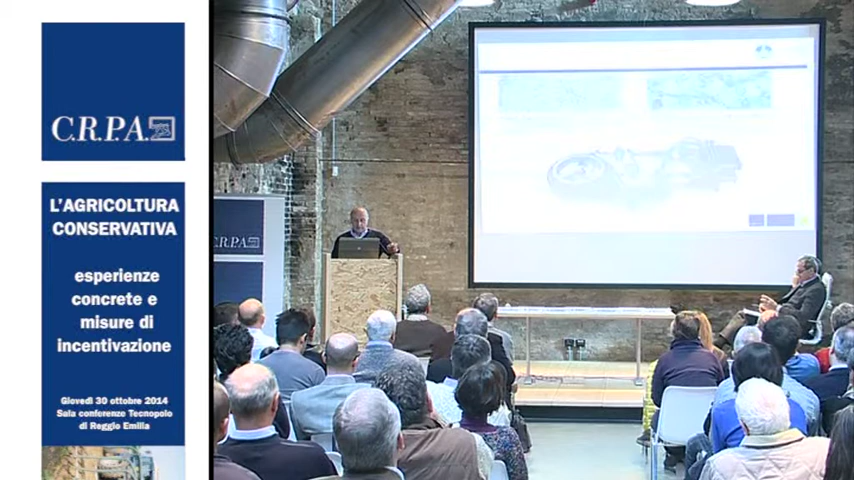 C.R.P.A.
L'AGRICOLTURA
CONSERVATIVA
esperienze
concrete e
misure di
incentivazione
Giovedì 30 ottobre 2014
Sala conferenze Tecnopolo
di Reggio Emilia
C.R.P.A.